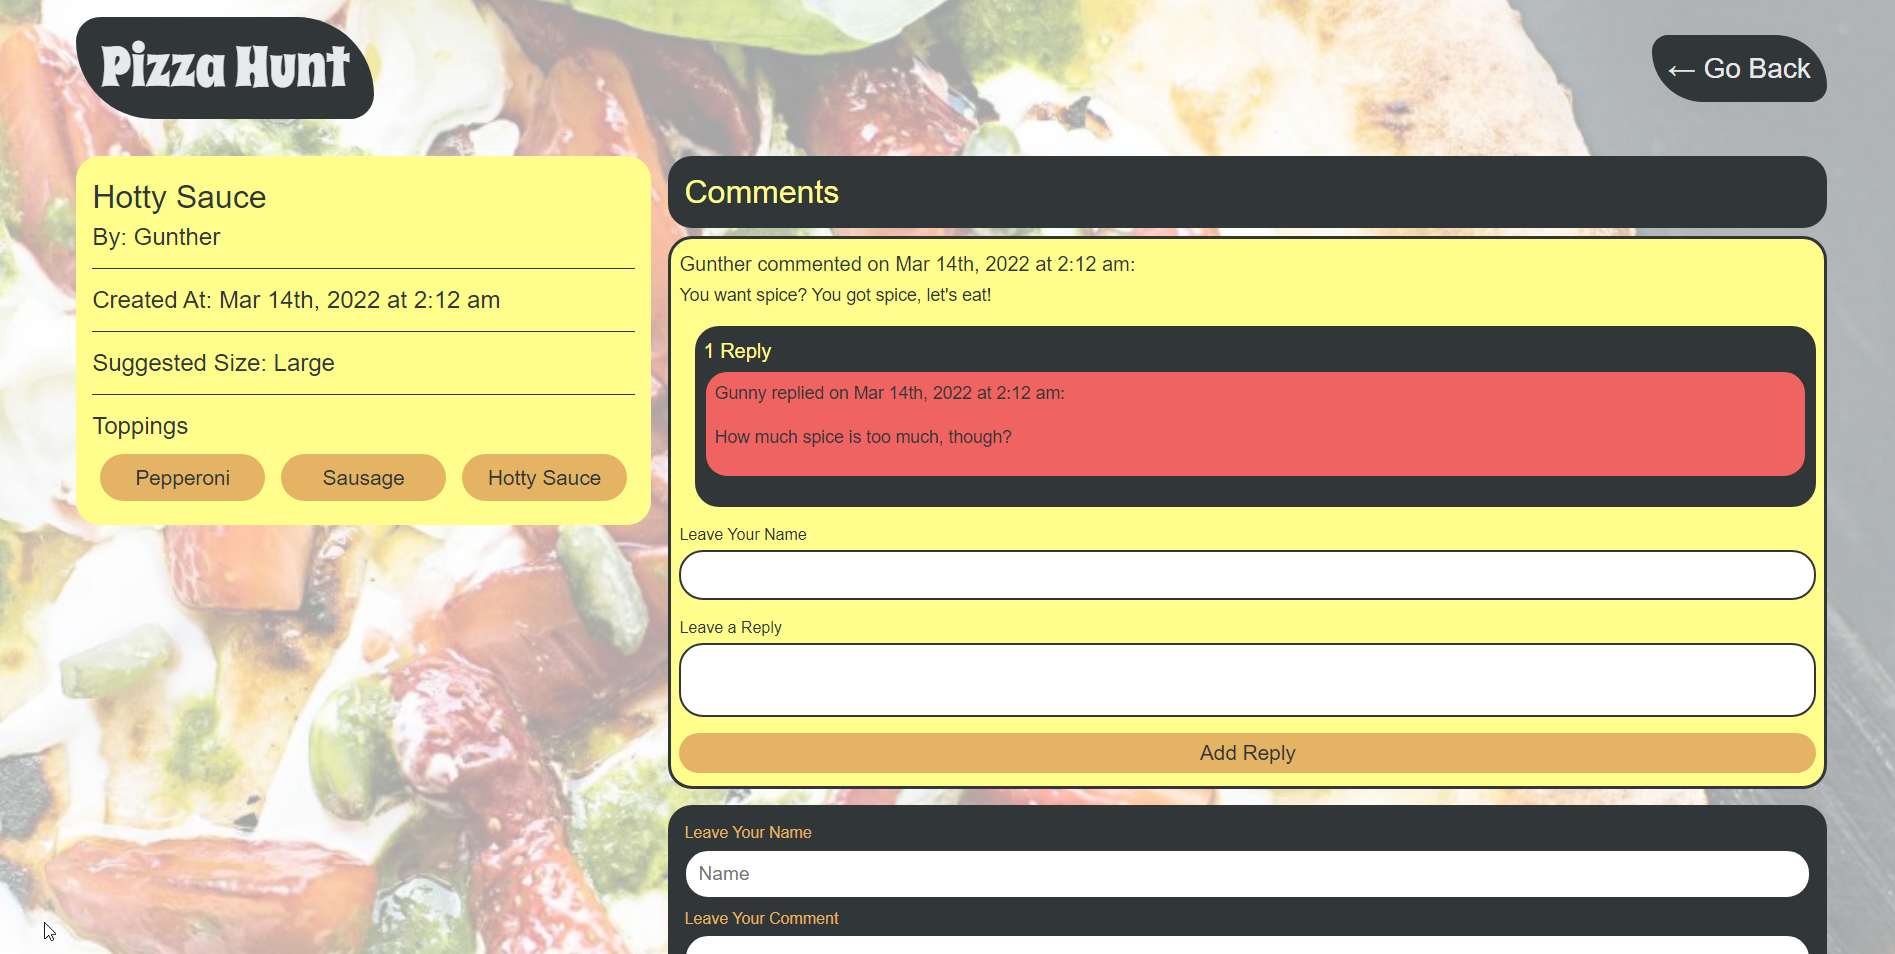 Pizza Hunt
← Go Back
Hotty Sauce
By: Gunther
Created At: Mar 14th, 2022 at 2:12 am
Suggested Size: Large
Toppings
Pepperoni
Sausage
Hotty Sauce
Comments
Gunther commented on Mar 14th, 2022 at 2:12 am:
You want spice? You got spice, let's eat!
1 Reply
Gunny replied on Mar 14th, 2022 at 2:12 am:
How much spice is too much, though?
Leave Your Name
Leave a Reply
Add Reply
Leave Your Name
Name
Leave Your Comment